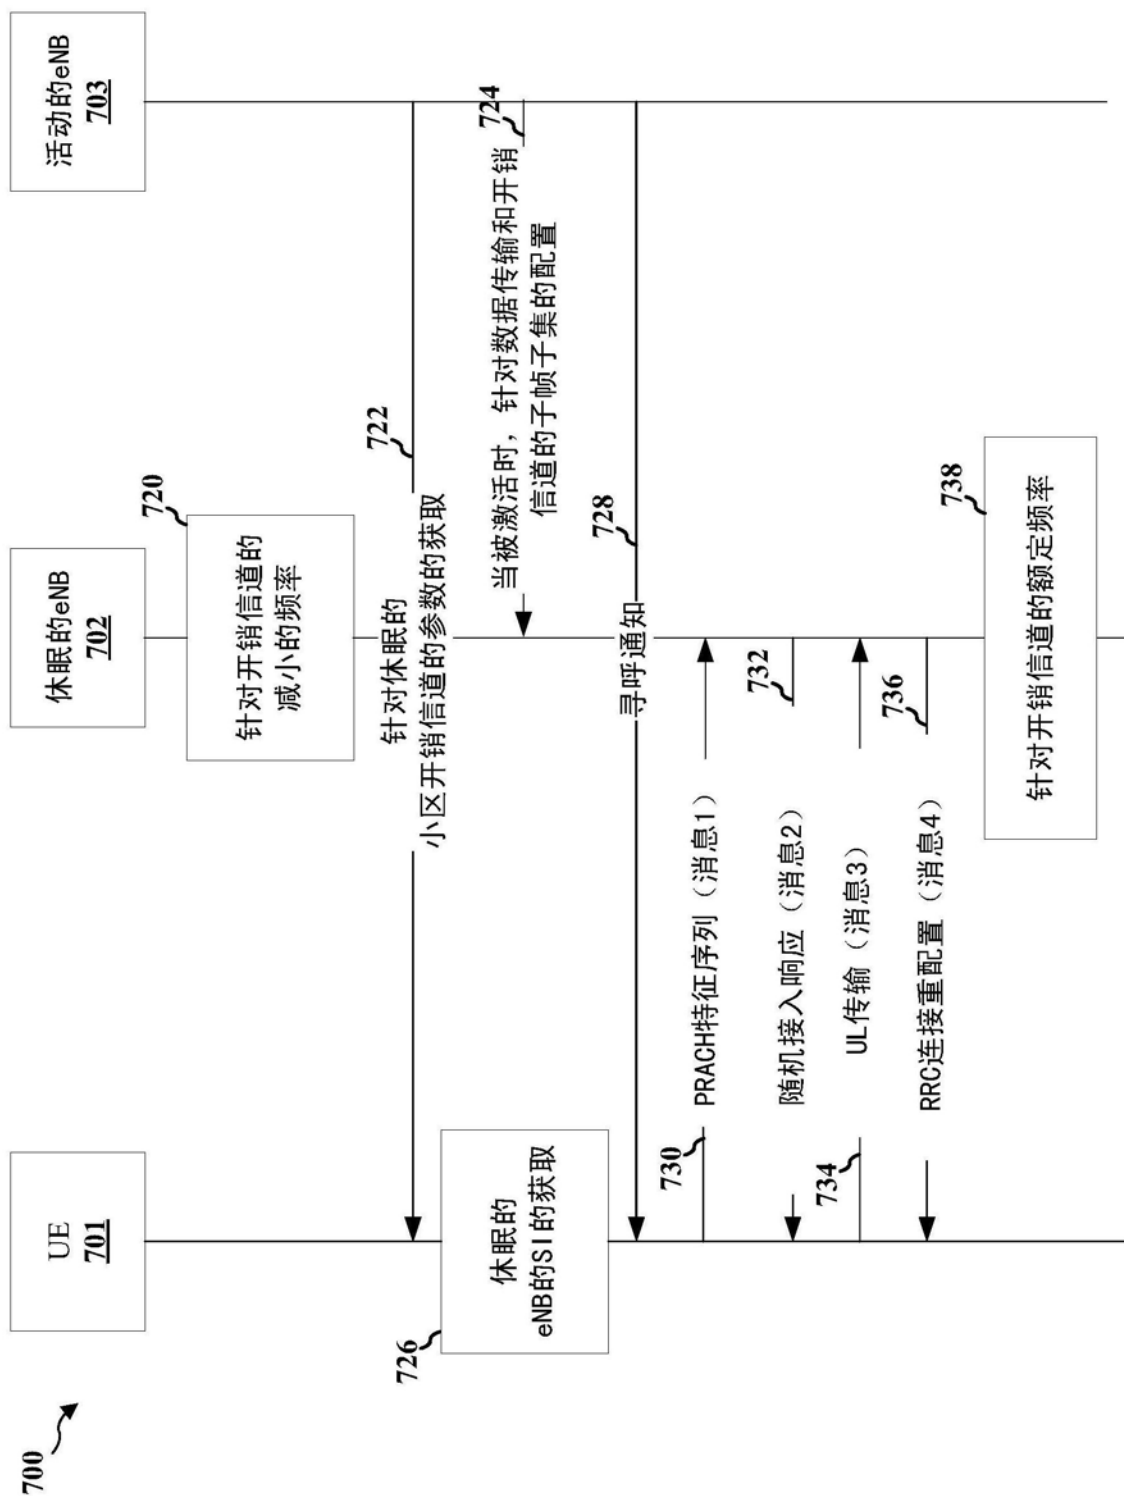 700
UE
701
休眠的eNB
702
活动的eNB
703
720
针对开销信道的
减小的频率
722
针对休眠的
小区开销信道的参数的获取
724
当被激活时，针对数据传输和开销
信道的子帧子集的配置
726
休眠的
eNB的SI的获取
728
寻呼通知
730
PRACH特征序列（消息1）
732
随机接入响应（消息2）
734
UL传输（消息3）
736
RRC连接重配置（消息4）
738
针对开销信道的额定频率